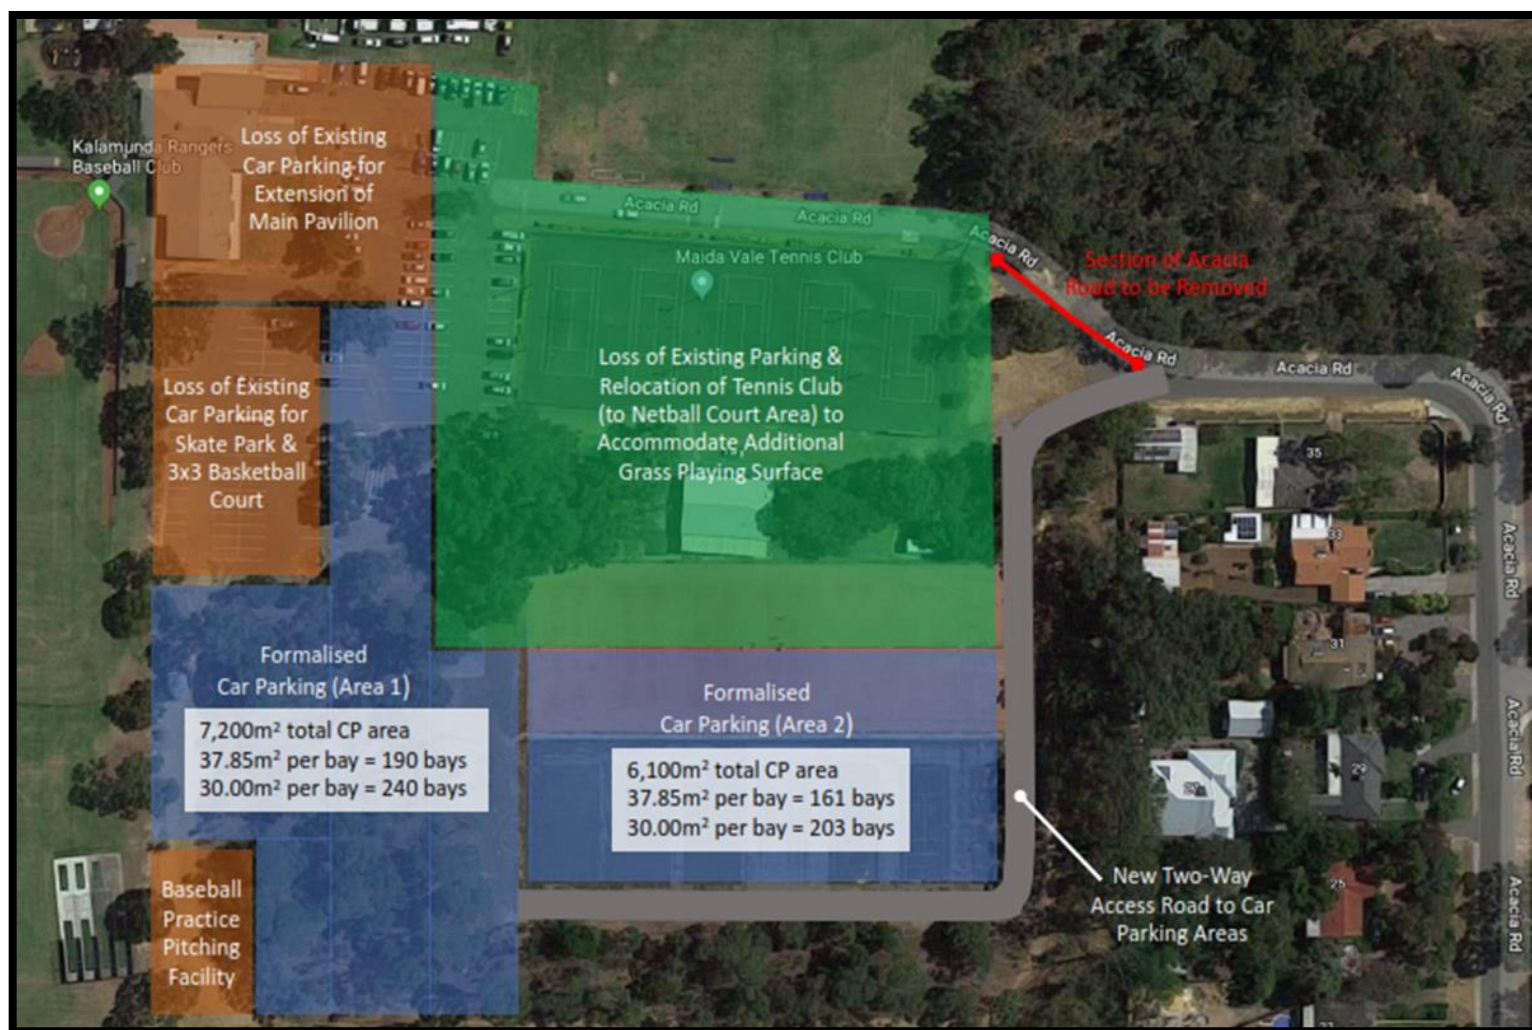 Kalamunda Rangers
Baseball Club
Loss of Existing
Car Parking for
Extension of
Main Pavilion
Acacia Rd
Acacia Rd
Acacia Rd
Maida Vale Tennis Club
Section of Acacia
Road to be Removed
Acacia Rd
Acacia Rd
Acacia Rd
Loss of Existing Parking &
Relocation of Tennis Club
(to Netball Court Area) to
Accommodate Additional
Grass Playing Surface
Loss of Existing
Car Parking for
Skate Park &
3x3 Basketball
Court
35
33
Acacia Rd
31
Formalised
Car Parking (Area 1)
7,200m² total CP area
37.85m² per bay = 190 bays
30.00m² per bay = 240 bays
Formalised
Car Parking (Area 2)
6,100m² total CP area
37.85m² per bay = 161 bays
30.00m² per bay = 203 bays
Acacia Rd
29
27
Baseball
Practice
Pitching
Facility
New Two-Way
Access Road to Car
Parking Areas
25
Acacia Rd